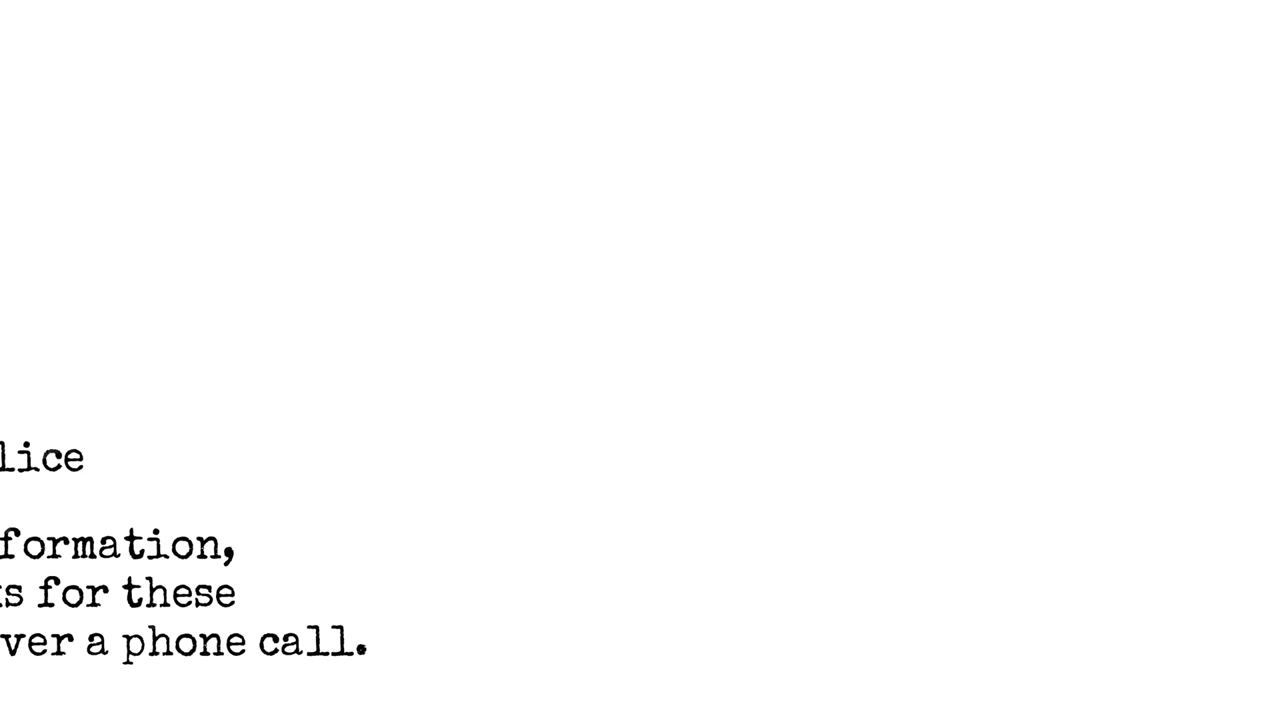 lice
formation,
s for these
ver a phone call.